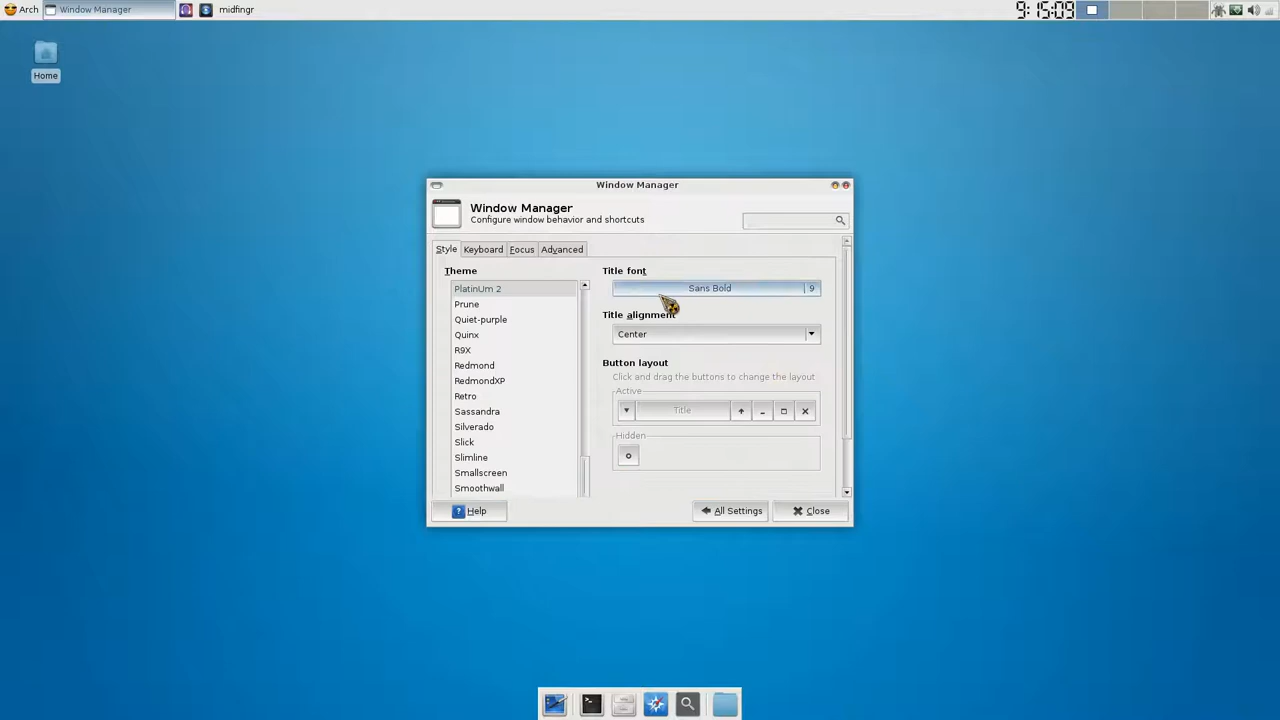 Arch
Window Manager
midfingr
9:15:09
Home
Window Manager
Window Manager
Configure window behavior and shortcuts
Style
Keyboard
Focus
Advanced
Theme
PlatinUm 2
Prune
Quiet-purple
Quinx
R9X
Redmond
RedmondXP
Retro
Sassandra
Silverado
Slick
Slimline
Smallscreen
Smoothwall
Title font
Sans Bold 9
Title alignment
Center
Button layout
Click and drag the buttons to change the layout
Active
Title
Hidden
Help
All Settings
Close